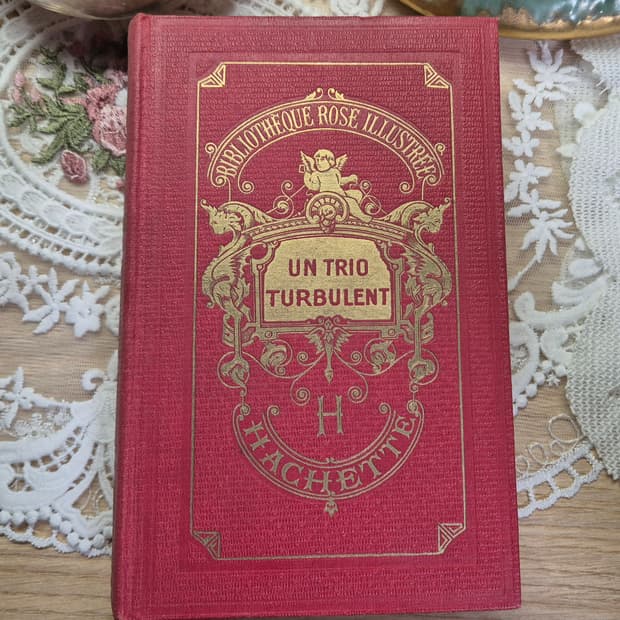 BIBLIOTHÈQUE ROSE ILLUSTRÉE
UN TRIO
TURBULENT
H
HACHETTE